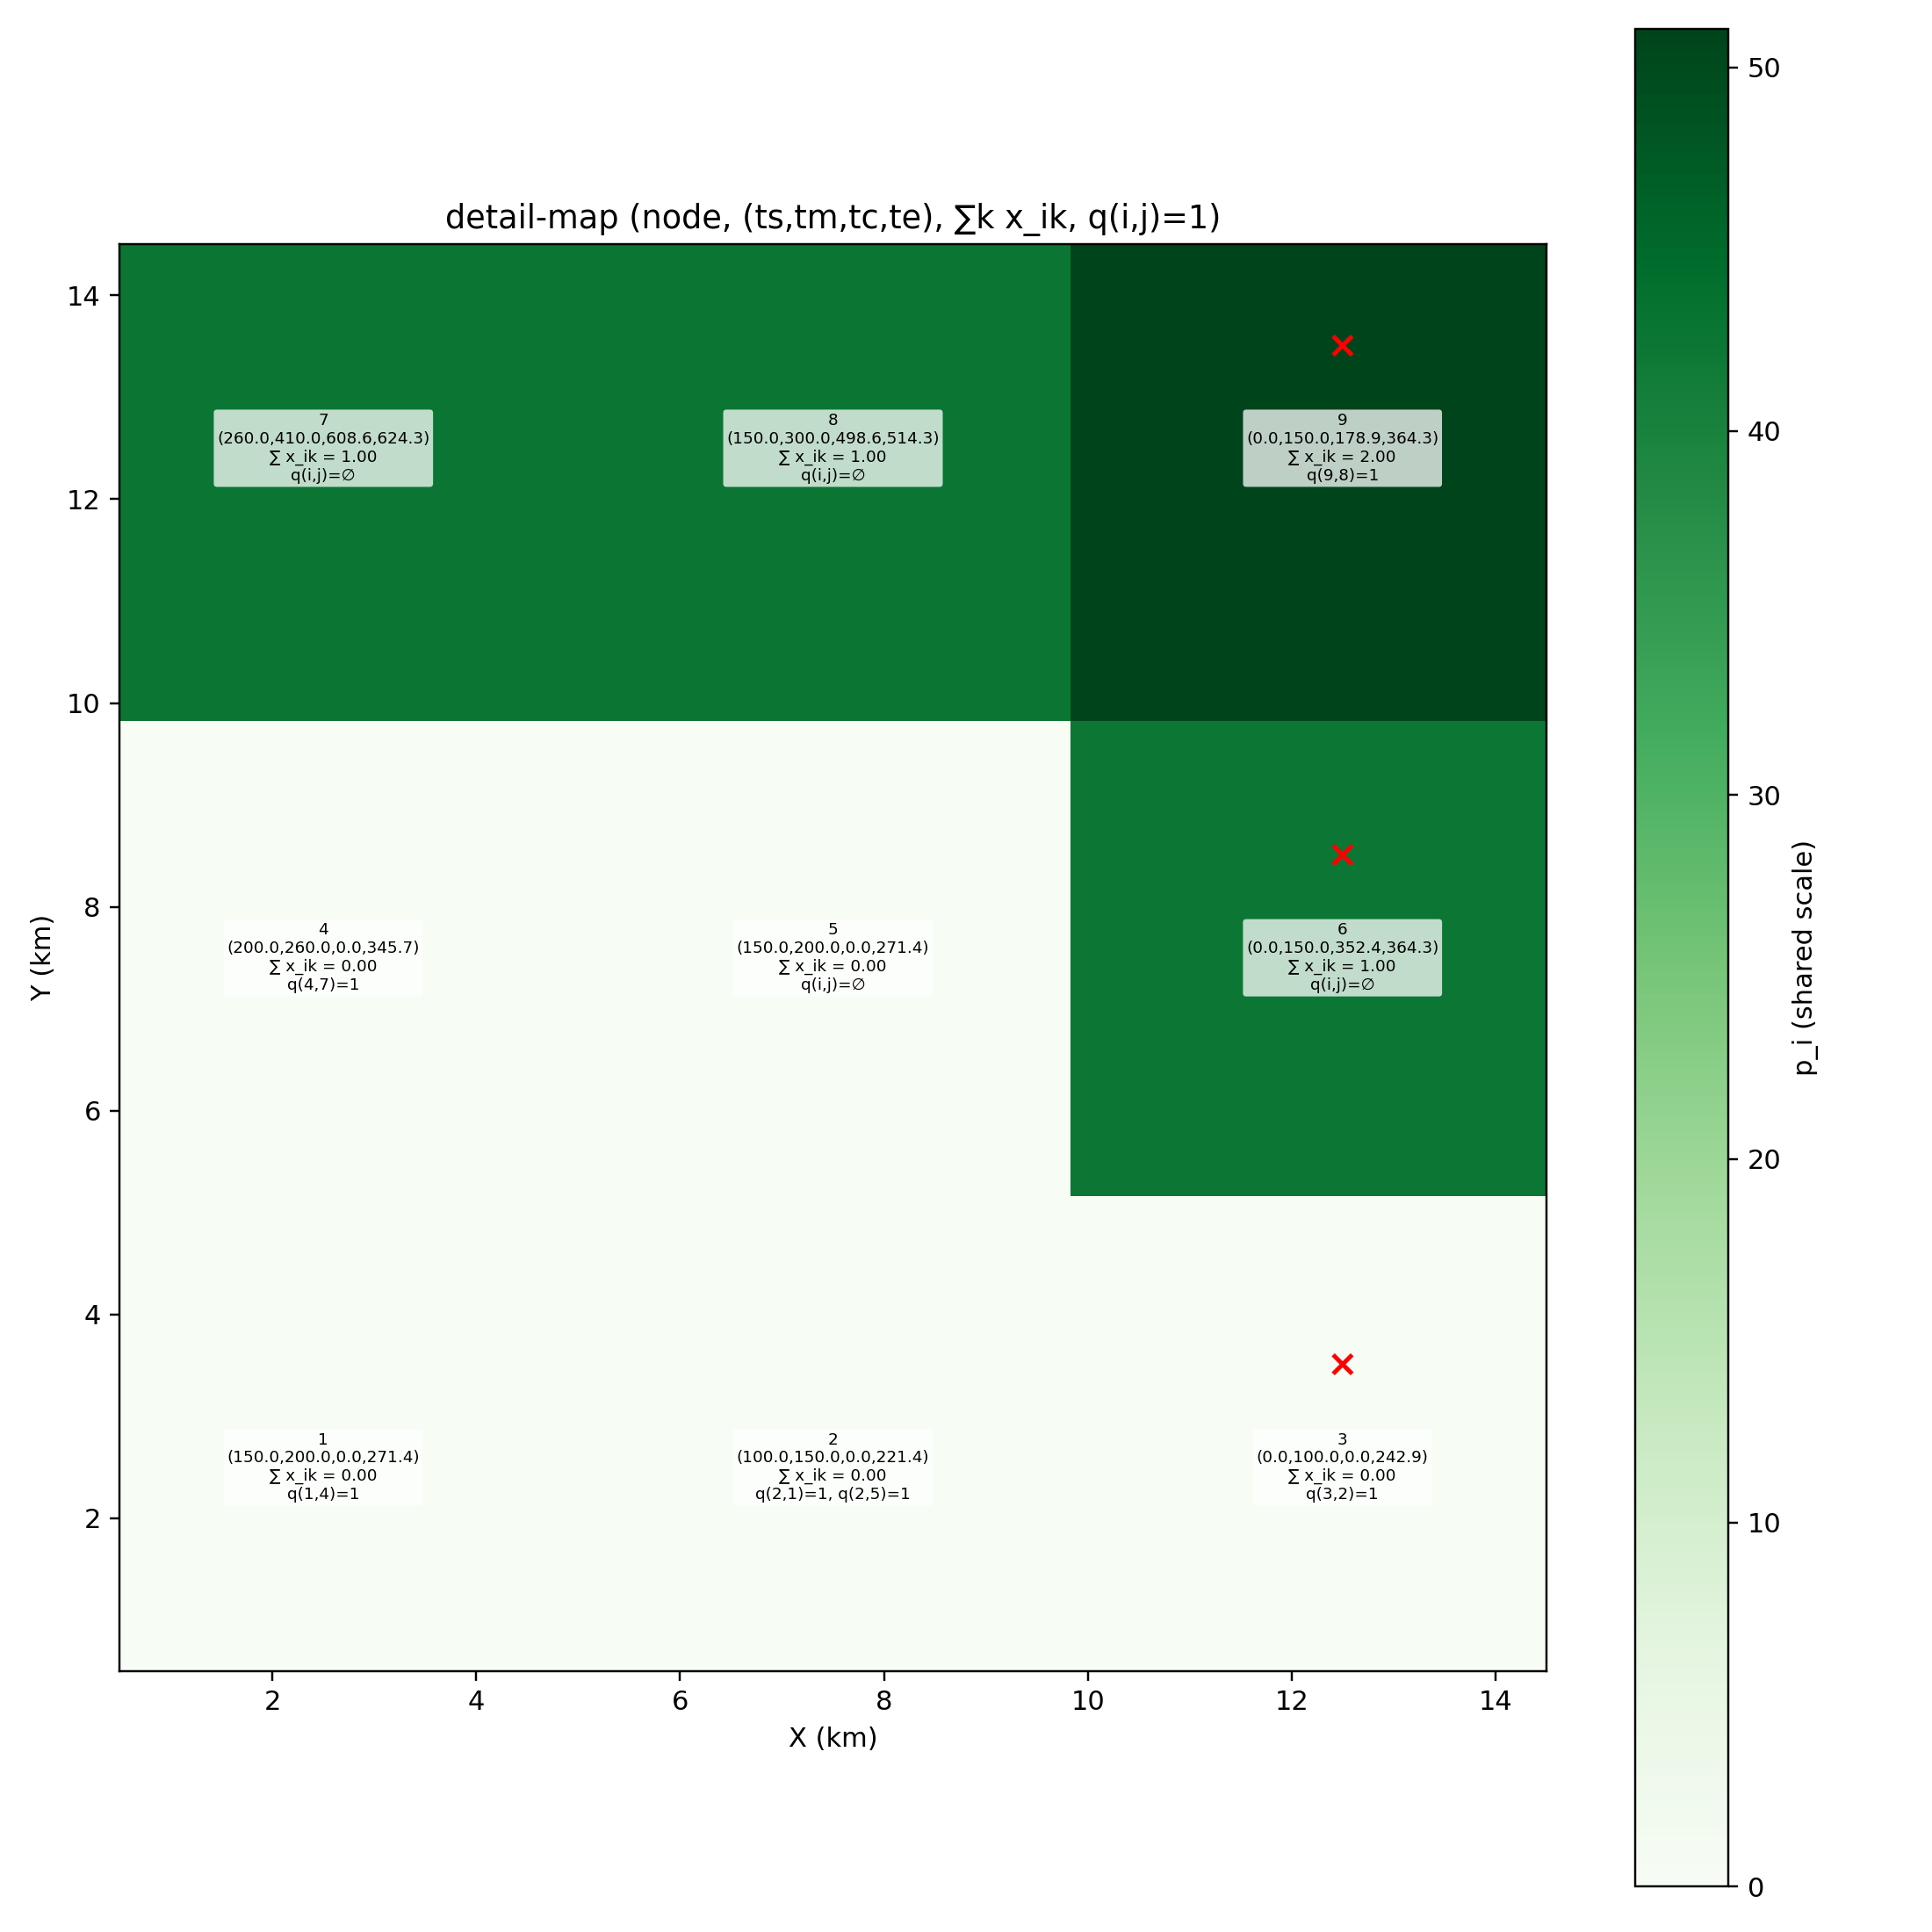 detail-map (node, (ts,tm,tc,te), ∑k x_ik, q(i,j)=1)
50
40
30
20
10
0
p_i (shared scale)
14
12
10
8
6
4
2
Y (km)
7
(260.0,410.0,608.6,624.3)
∑ x_ik = 1.00
q(i,j)=∅
8
(150.0,300.0,498.6,514.3)
∑ x_ik = 1.00
q(i,j)=∅
9
(0.0,150.0,178.9,364.3)
∑ x_ik = 2.00
q(9,8)=1
4
(200.0,260.0,0.0,345.7)
∑ x_ik = 0.00
q(4,7)=1
5
(150.0,200.0,0.0,271.4)
∑ x_ik = 0.00
q(i,j)=∅
6
(0.0,150.0,352.4,364.3)
∑ x_ik = 1.00
q(i,j)=∅
1
(150.0,200.0,0.0,271.4)
∑ x_ik = 0.00
q(1,4)=1
2
(100.0,150.0,0.0,221.4)
∑ x_ik = 0.00
q(2,1)=1, q(2,5)=1
3
(0.0,100.0,0.0,242.9)
∑ x_ik = 0.00
q(3,2)=1
2
4
6
8
10
12
14
X (km)